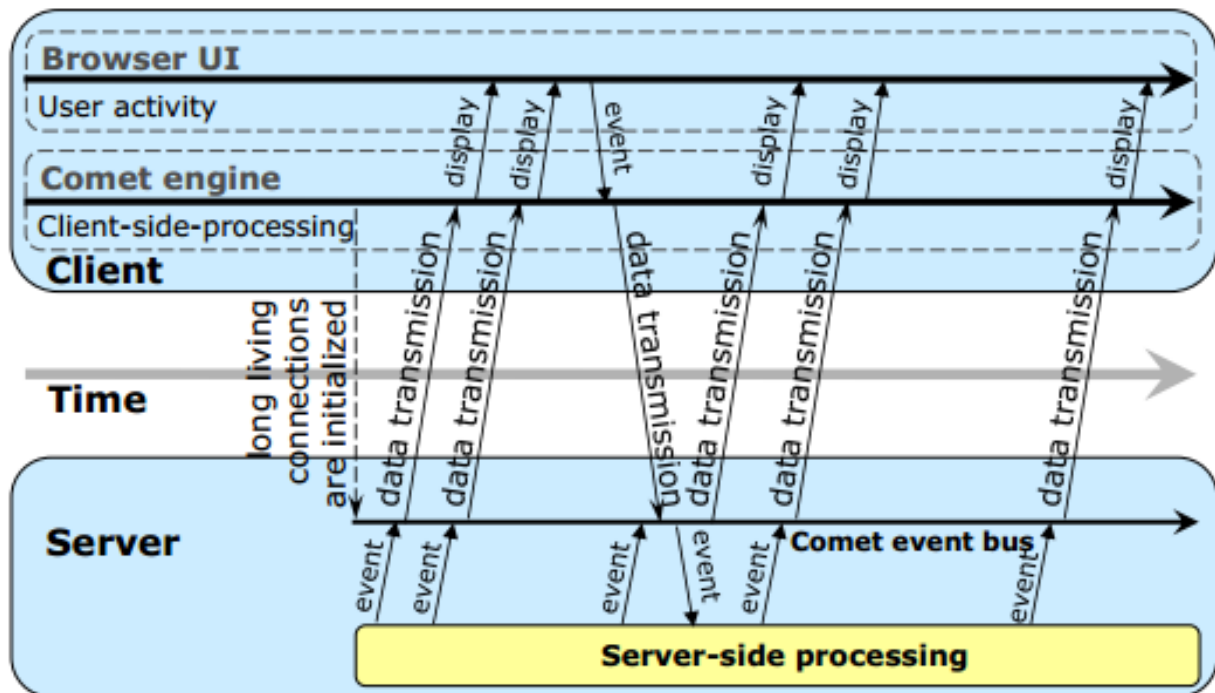 Browser UI
User activity
display
display
event
display
display
display
Comet engine
Client-side-processing
Client
long living
connections
are initialized
data transmission
data transmission
data transmission
data transmission
data transmission
data transmission
Time
Server
Comet event bus
event
event
event
event
event
event
Server-side processing